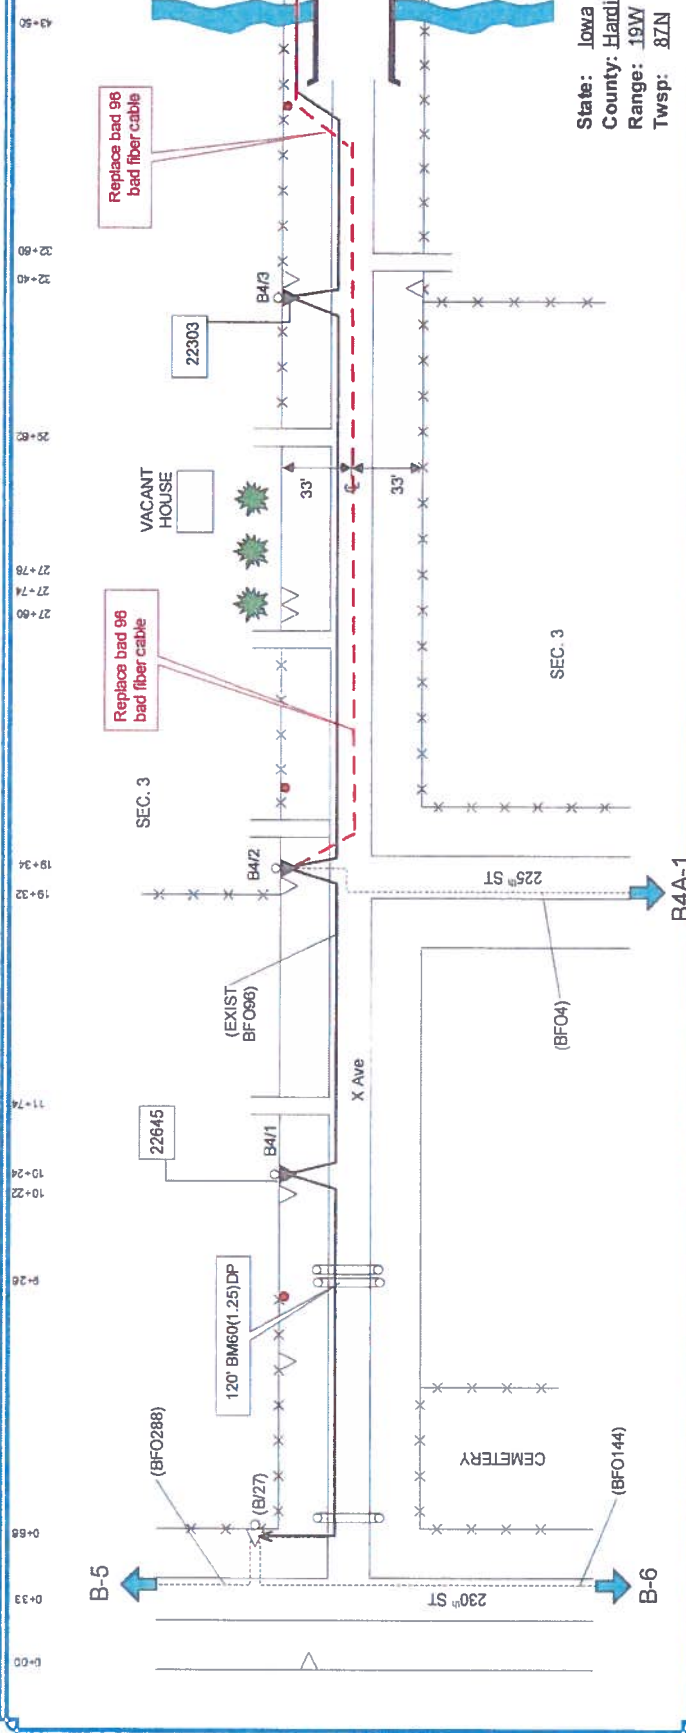 43+50
32+60
32+40
29+62
27+78
27+74
27+60
19+34
19+32
11+74
10+24
10+22
9+26
0+66
0+33
0+00
State: Iowa
County: Hardi
Range: 19W
Twsp: 87N
Replace bad 96
bad fiber cable
B4/3
22303
VACANT
HOUSE
33'
℄
33'
Replace bad 96
bad fiber cable
SEC. 3
SEC. 3
B4/2
225th ST
B4A-1
(EXIST
BFO96)
(BFO4)
X Ave
22645
B4/1
120' BM60(1.25)DP
(BFO288)
(B/27)
CEMETERY
(BFO144)
B-5
230th ST
B-6